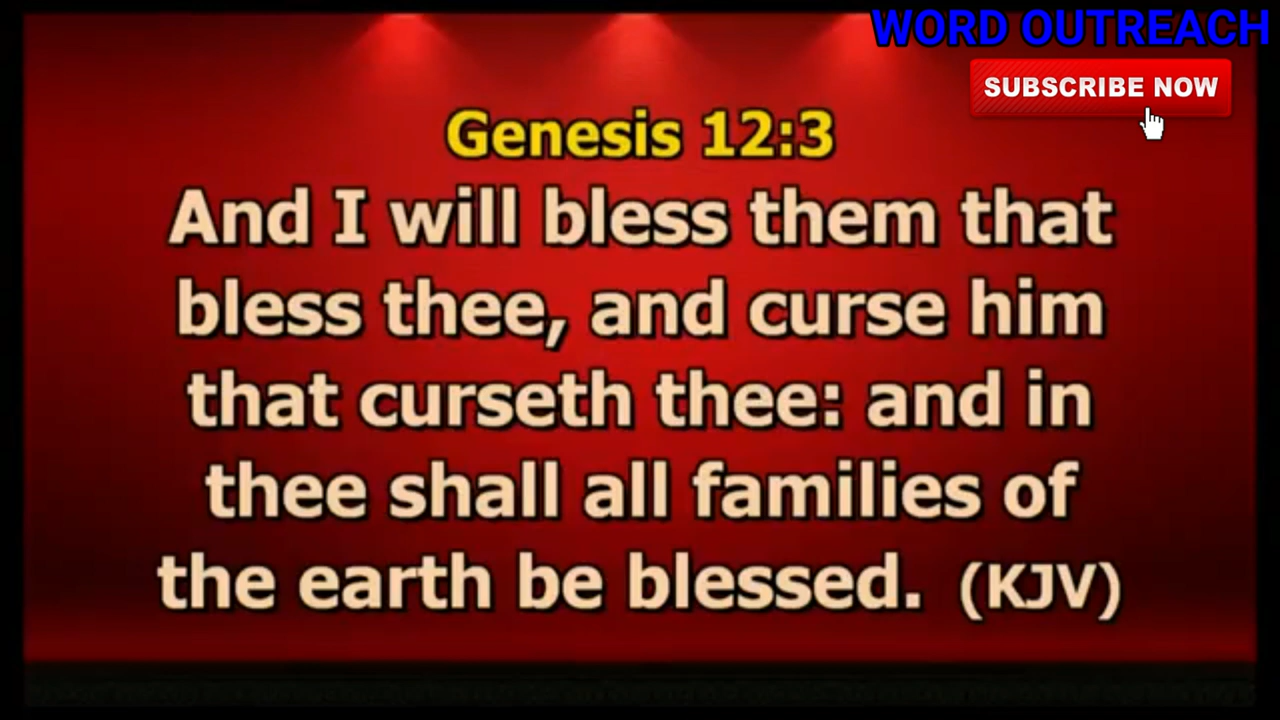 WORD OUTREACH
SUBSCRIBE NOW
Genesis 12:3
And I will bless them that
bless thee, and curse him
that curseth thee: and in
thee shall all families of
the earth be blessed. (KJV)